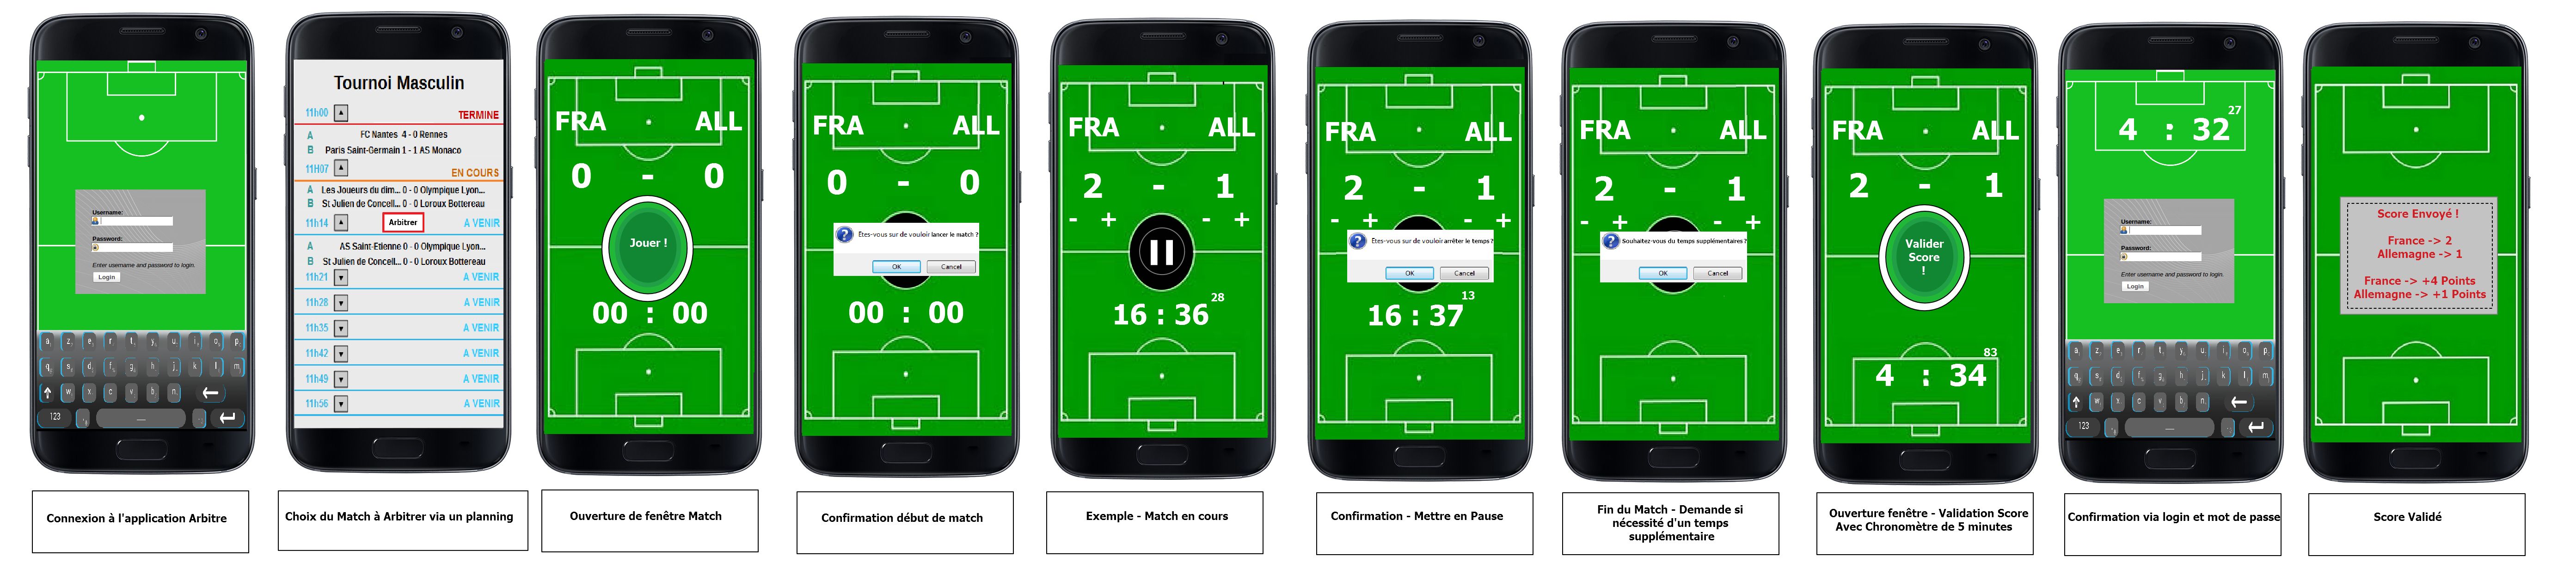 Username:
Password:
Enter username and password to login.
Login
a z e r t y u i o p
q s d f g h j k l m
w x c v b n
123
Connexion à l'application Arbitre
Tournoi Masculin
11h00 TERMINE
A FC Nantes 4 - 0 Rennes
B Paris Saint-Germain 1 - 1 AS Monaco
11H07 EN COURS
A Les Joueurs du dim... 0 - 0 Olympique Lyon...
B St Julien de Concell... 0 - 0 Loroux Bottereau
11h14 Arbitrer A VENIR
A AS Saint-Etienne 0 - 0 Olympique Lyon...
B St Julien de Concell... 0 - 0 Loroux Bottereau
11h21 A VENIR
11h28 A VENIR
11h35 A VENIR
11h42 A VENIR
11h49 A VENIR
11h56 A VENIR
Choix du Match à Arbitrer via un planning
FRA ALL
0 - 0
Jouer !
00 : 00
Ouverture de fenêtre Match
FRA ALL
0 - 0
Etes-vous sur de vouloir lancer le match ?
OK Cancel
00 : 00
Confirmation début de match
FRA ALL
2 - 1
- + - +
16 : 36 28
Exemple - Match en cours
FRA ALL
2 - 1
- + - +
Etes-vous sur de vouloir arrêter le temps ?
OK Cancel
16 : 37 13
Confirmation - Mettre en Pause
FRA ALL
2 - 1
- + - +
Souhaitez-vous du temps supplémentaires ?
OK Cancel
Fin du Match - Demande si
nécessité d'un temps
supplémentaire
FRA ALL
2 - 1
Valider
Score
!
4 : 34 83
Ouverture fenêtre - Validation Score
Avec Chronomètre de 5 minutes
4 : 32 27
Username:
Password:
Enter username and password to login.
Login
a z e r t y u i o p
q s d f g h j k l m
w x c v b n
123
Confirmation via login et mot de passe
Score Envoyé !
France -> 2
Allemagne -> 1
France -> +4 Points
Allemagne -> +1 Points
Score Validé